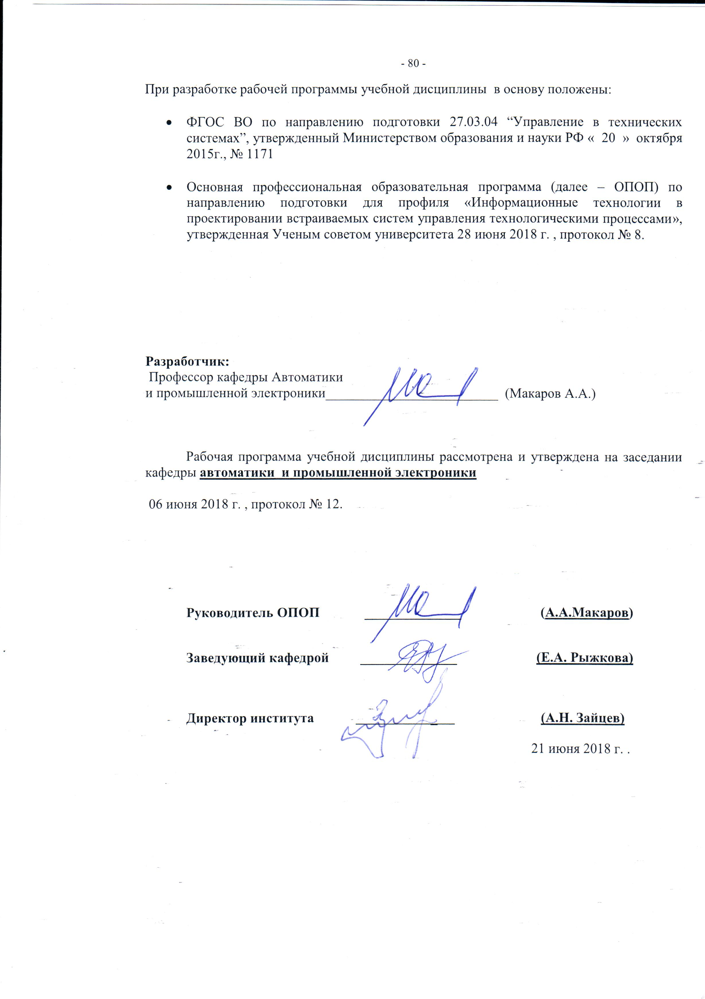 - 80 -
При разработке рабочей программы учебной дисциплины в основу положены:
• ФГОС ВО по направлению подготовки 27.03.04 “Управление в технических
системах”, утвержденный Министерством образования и науки РФ « 20 » октября
2015г., № 1171
• Основная профессиональная образовательная программа (далее – ОПОП) по
направлению подготовки для профиля «Информационные технологии в
проектировании встраиваемых систем управления технологическими процессами»,
утвержденная Ученым советом университета 28 июня 2018 г. , протокол № 8.
Разработчик:
Профессор кафедры Автоматики
и промышленной электроники__________________________ (Макаров А.А.)
Рабочая программа учебной дисциплины рассмотрена и утверждена на заседании
кафедры автоматики и промышленной электроники
06 июня 2018 г. , протокол № 12.
Руководитель ОПОП ______________ (А.А.Макаров)
Заведующий кафедрой ______________ (Е.А. Рыжкова)
Директор института ______________ (А.Н. Зайцев)
21 июня 2018 г. .